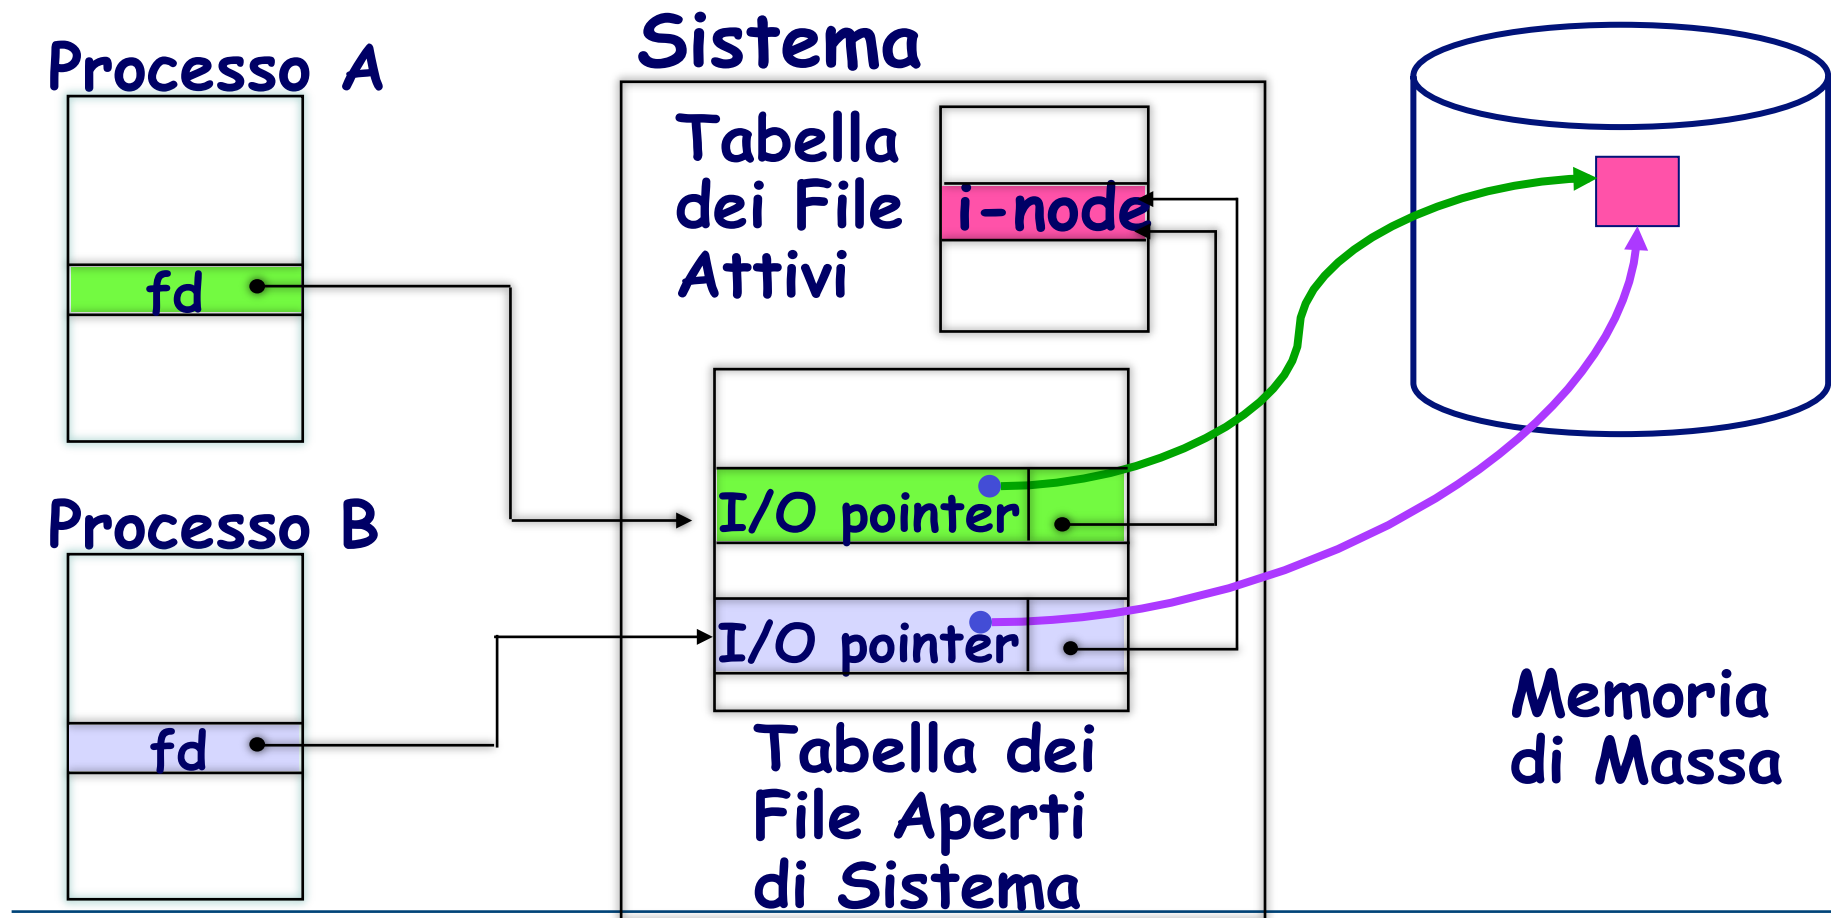 Sistema
Processo A
Tabella
dei File
Attivi
i-node
fd
I/O pointer
Processo B
I/O pointer
fd
Tabella dei
File Aperti
di Sistema
Memoria
di Massa